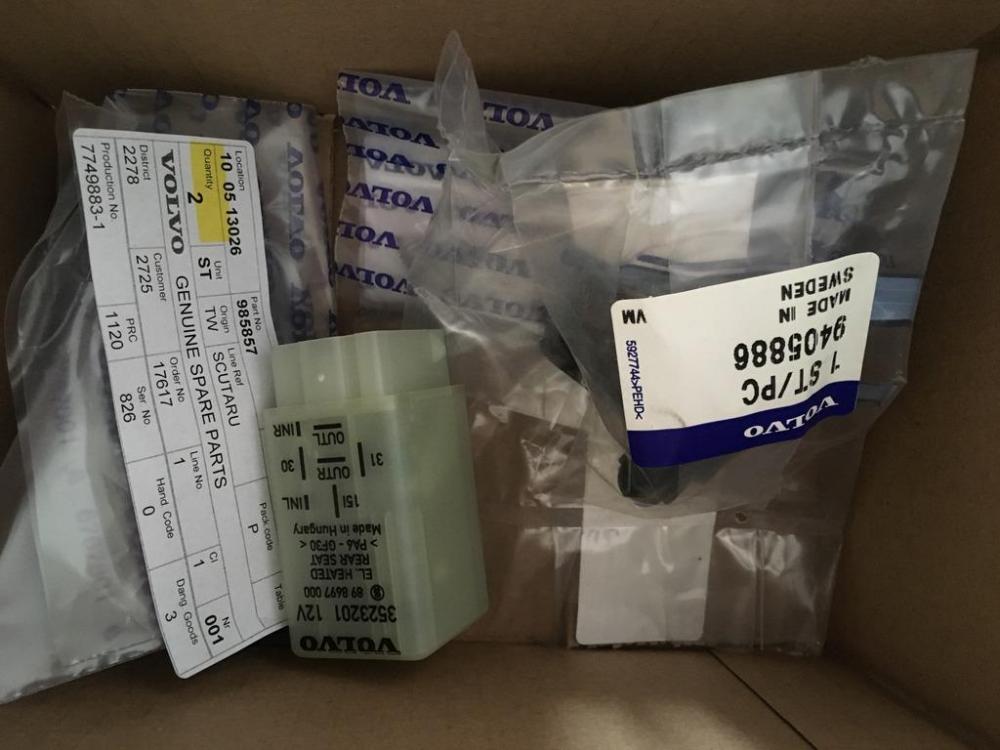 Location
10 05 13026
Part No
985857
Pack code
P
Table
Quantity
2
Unit
ST
Origin
TW
Line Ref
SCUTARU
VOLVO GENUINE SPARE PARTS
District
2278
Customer
2725
Order No
17617
Line No
1
Cl
1
Nr
001
Production No.
7749883-1
PRC
1120
Ser No
826
Hand Code
0
Dang Goods
3
VOLVO
3523201 12V
89 8697 000
EL. HEATED
REAR SEAT
> PA6 - GF30 <
Made in Hungary
15I INL
31 OUTR 30
OUTL INR
VOLVO
1 ST/PC
9405886
MADE IN
SWEDEN
VM
5927744>PEHD<
VOLVO
VOLVO
VOLVO
VOLVO
VOLVO
VOLVO